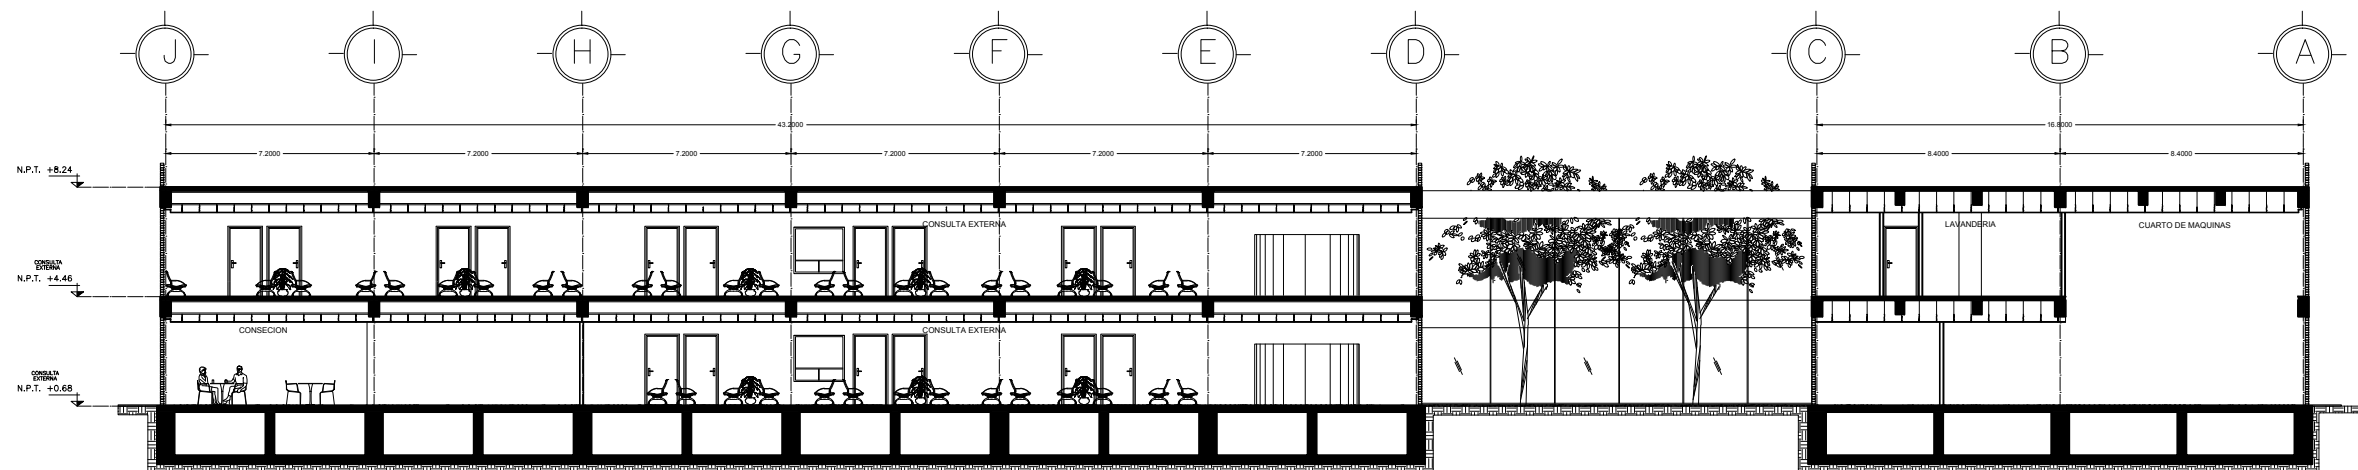 J I H G F E D C B A
43.2000 16.8000
7.2000 7.2000 7.2000 7.2000 7.2000 7.2000 8.4000 8.4000
N.P.T. +8.24
CONSULTA EXTERNA LAVANDERIA CUARTO DE MAQUINAS
CONSULTA
EXTERNA
N.P.T. +4.46
CONSECION CONSULTA EXTERNA
CONSULTA
EXTERNA
N.P.T. +0.68